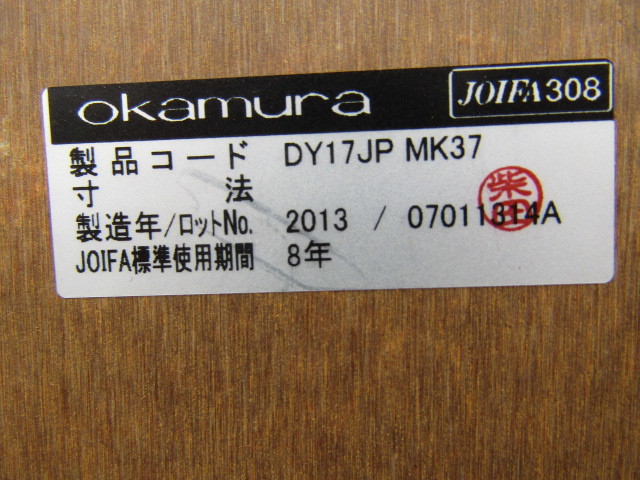 okamura JOIFA308
製品コード DY17JP MK37
寸法
製造年/ロットNo. 2013 / 07011314A
JOIFA標準使用期間 8年
柴田